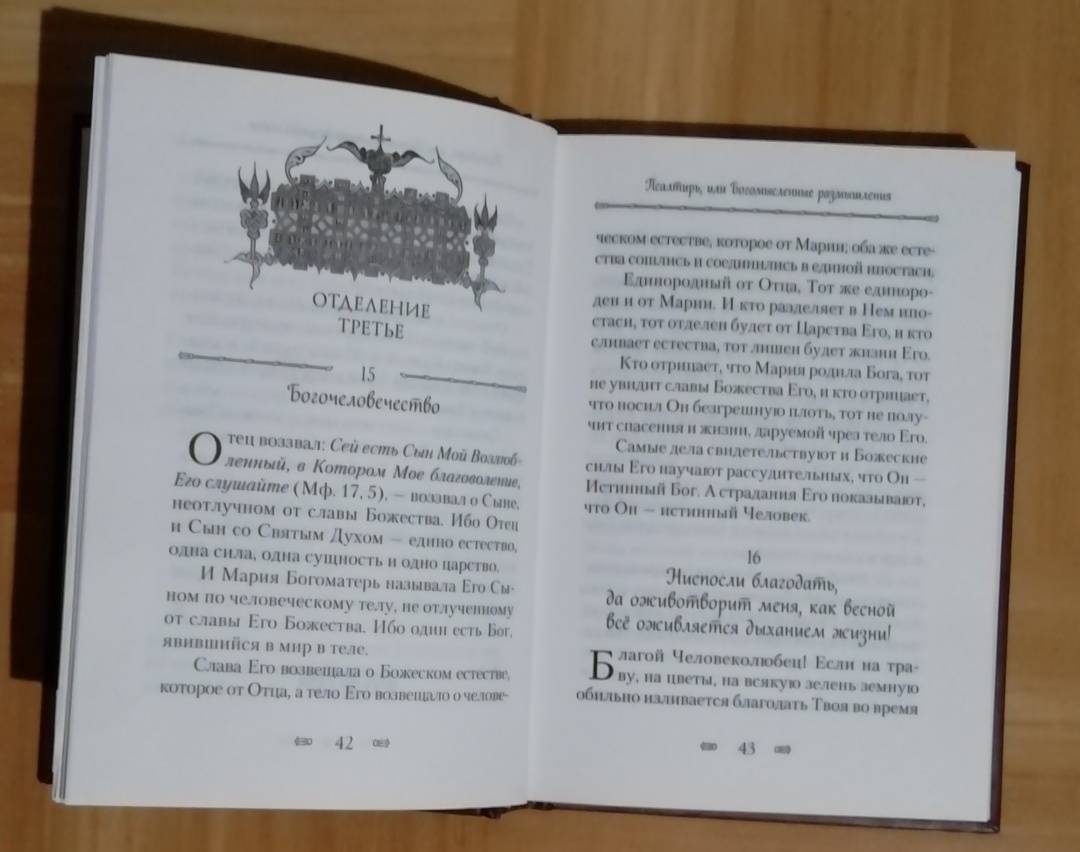 ОТДЕЛЕНИЕ
ТРЕТЬЕ
15
Богочеловечество
Отец воззвал: Сей есть Сын Мой Возлюб-
ленный, в Котором Мое благоволение,
Его слушайте (Мф. 17, 5), — воззвал о Сыне,
неотлучном от славы Божества. Ибо Отец
и Сын со Святым Духом — едино естество,
одна сила, одна сущность и одно царство.
И Мария Богоматерь называла Его Сы-
ном по человеческому телу, не отлученному
от славы Его Божества. Ибо один есть Бог,
явившийся в мир в теле.
Слава Его возвещала о Божеском естестве,
которое от Отца, а тело Его возвещало о челове-
42
Псалтирь, или Богомысленные размышления
ческом естестве, которое от Марии; оба же есте-
ства сошлись и соединились в единой ипостаси.
Единородный от Отца, Тот же единоро-
ден и от Марии. И кто разделяет в Нем ипо-
стаси, тот отделен будет от Царства Его, и кто
сливает естества, тот лишен будет жизни Его.
Кто отрицает, что Мария родила Бога, тот
не увидит славы Божества Его, и кто отрицает,
что носил Он безгрешную плоть, тот не полу-
чит спасения и жизни, даруемой чрез тело Его.
Самые дела свидетельствуют и Божеские
силы Его научают рассудительных, что Он —
Истинный Бог. А страдания Его показывают,
что Он — истинный Человек.
16
Ниспосли благодать,
да оживотворит меня, как весной
всё оживляется дыханием жизни!
Благой Человеколюбец! Если на тра-
ву, на цветы, на всякую зелень земную
обильно наливается благодать Твоя во время
43